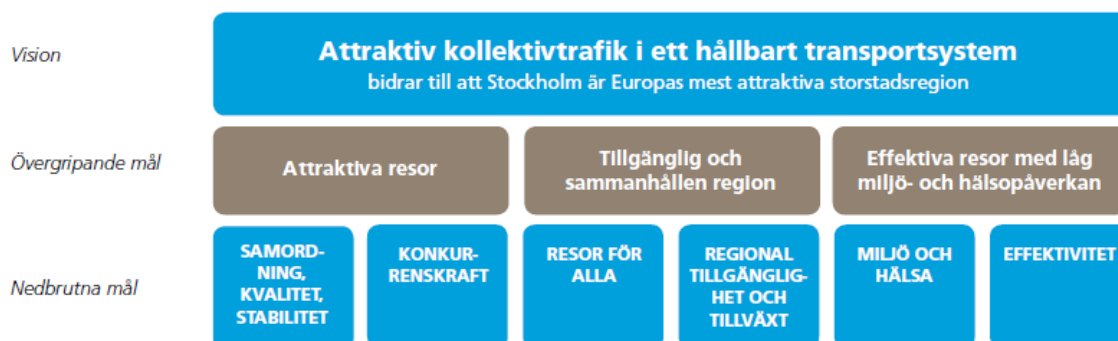 Vision
Attraktiv kollektivtrafik i ett hållbart transportsystem
bidrar till att Stockholm är Europas mest attraktiva storstadsregion
Övergripande mål
Attraktiva resor
Tillgänglig och
sammanhållen region
Effektiva resor med låg
miljö- och hälsopåverkan
Nedbrutna mål
SAMORD-
NING,
KVALITET,
STABILITET
KONKUR-
RENSKRAFT
RESOR FÖR
ALLA
REGIONAL
TILLGÄNGLIG-
HET OCH
TILLVÄXT
MILJÖ OCH
HÄLSA
EFFEKTIVITET